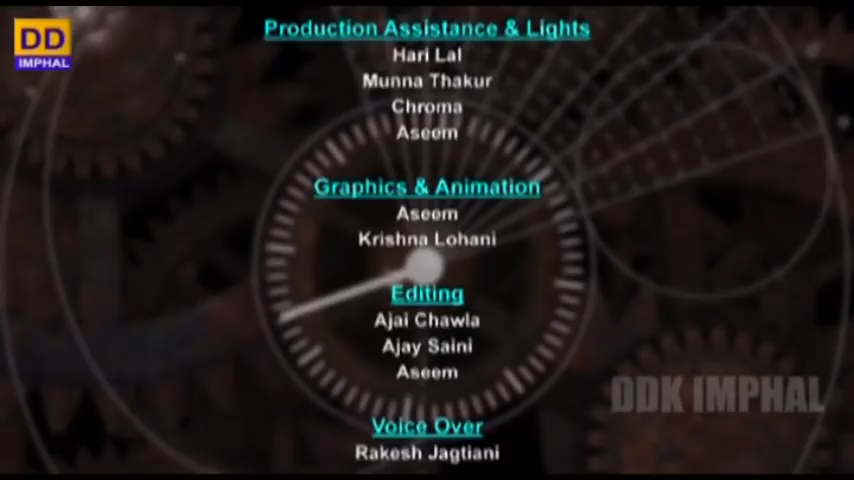 DD
IMPHAL
Production Assistance & Lights
Hari Lal
Munna Thakur
Chroma
Aseem
Graphics & Animation
Aseem
Krishna Lohani
Editing
Ajai Chawla
Ajay Saini
Aseem
DDK IMPHAL
Voice Over
Rakesh Jagtiani